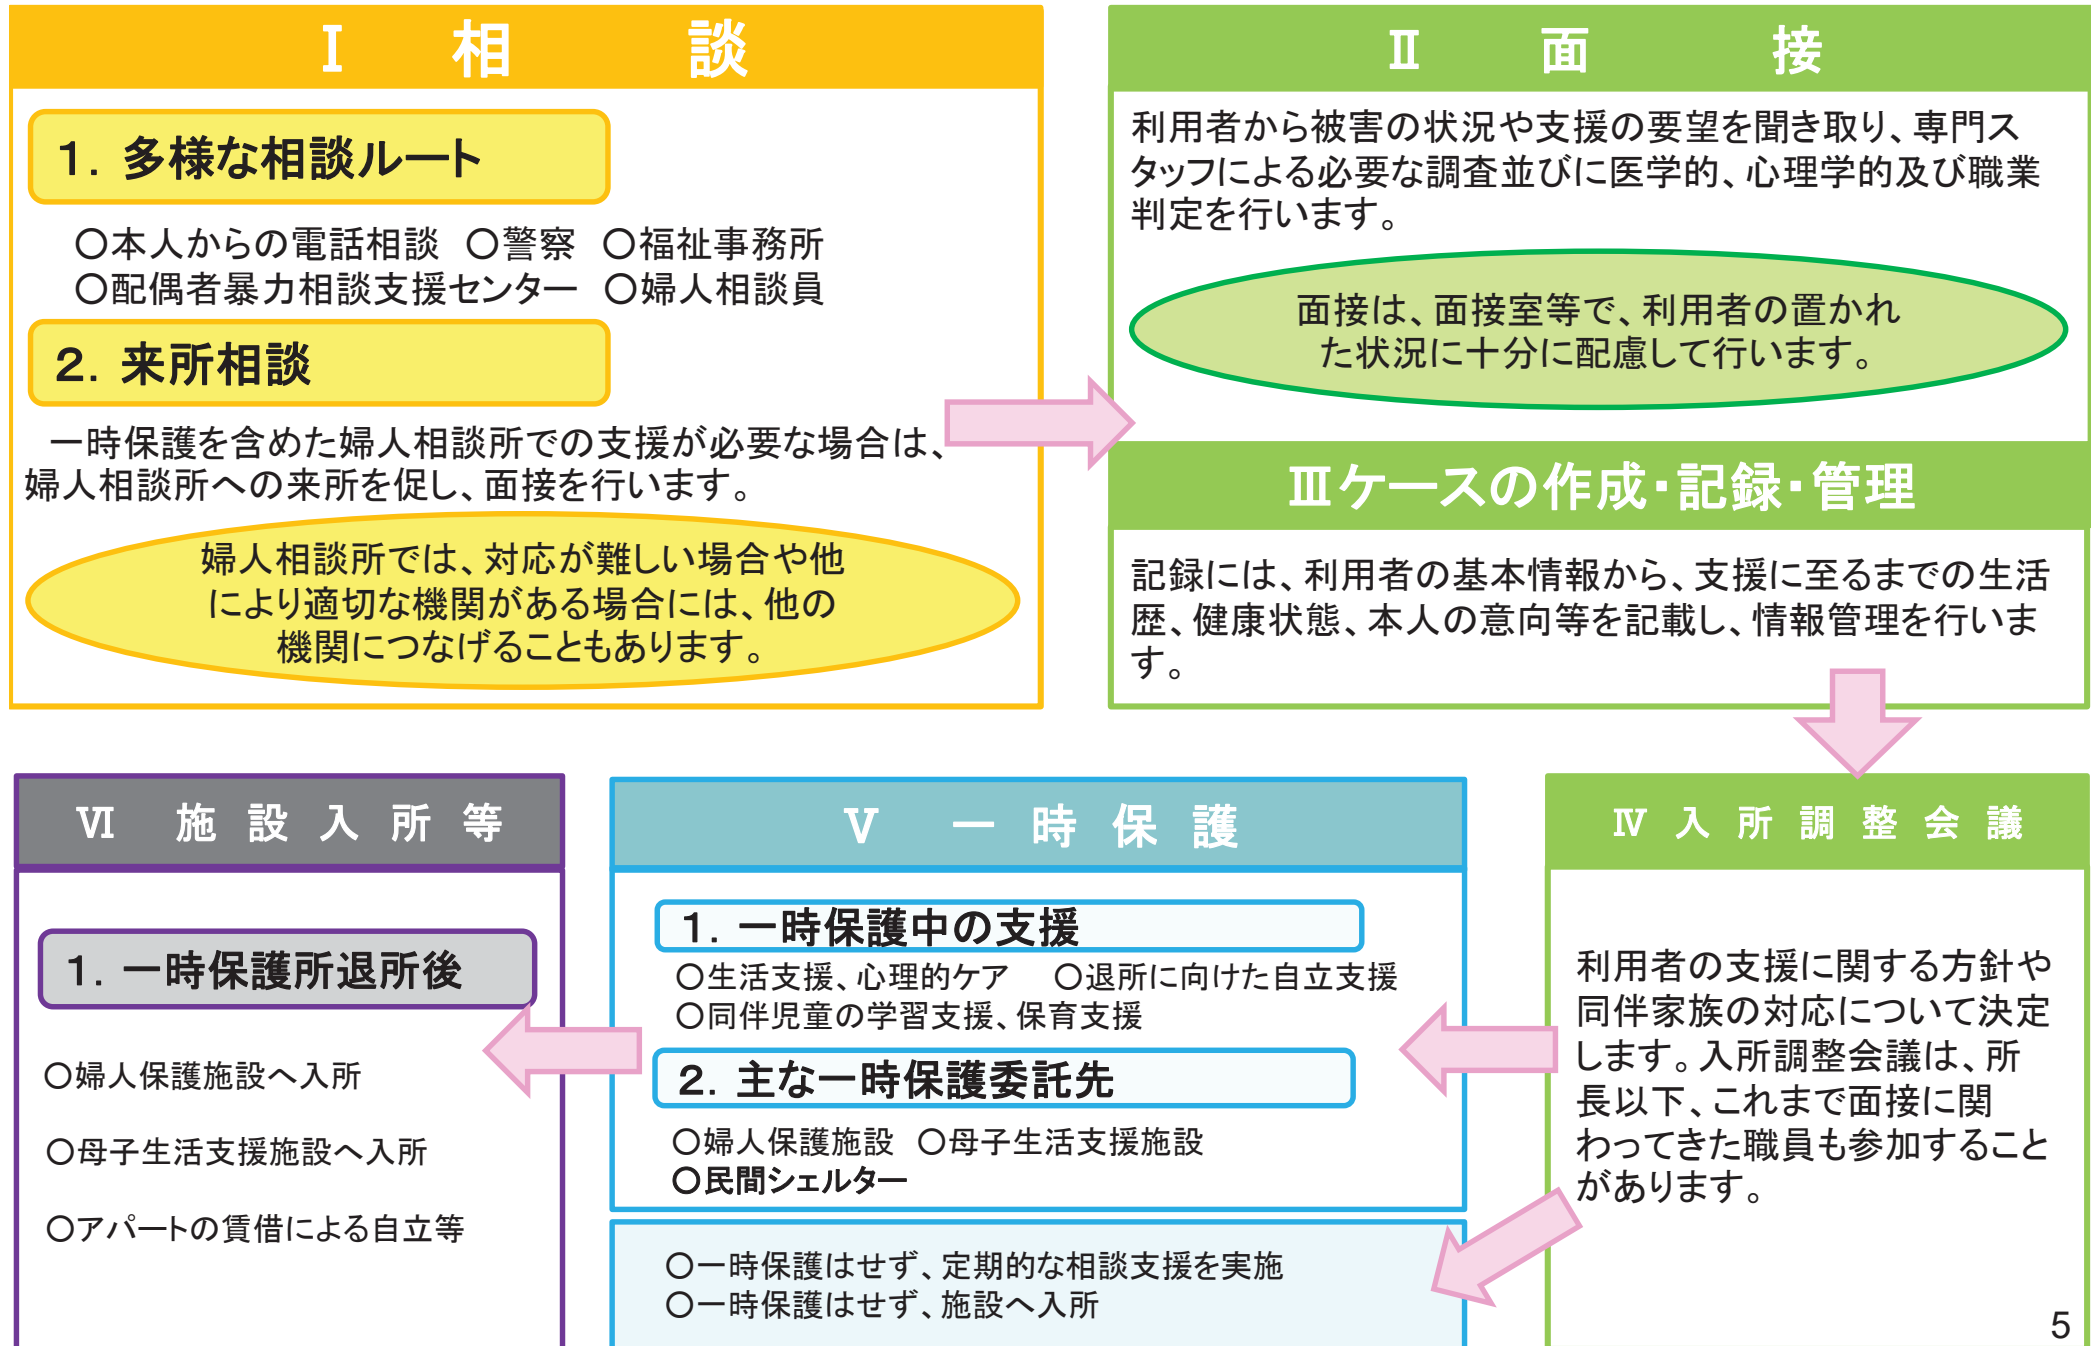 Ⅰ 相 談
1．多様な相談ルート
○本人からの電話相談 ○警察 ○福祉事務所
○配偶者暴力相談支援センター ○婦人相談員
2．来所相談
一時保護を含めた婦人相談所での支援が必要な場合は、
婦人相談所への来所を促し、面接を行います。
婦人相談所では、対応が難しい場合や他
により適切な機関がある場合には、他の
機関につなげることもあります。
Ⅱ 面 接
利用者から被害の状況や支援の要望を聞き取り、専門ス
タッフによる必要な調査並びに医学的、心理学的及び職業
判定を行います。
面接は、面接室等で、利用者の置かれ
た状況に十分に配慮して行います。
Ⅲケースの作成・記録・管理
記録には、利用者の基本情報から、支援に至るまでの生活
歴、健康状態、本人の意向等を記載し、情報管理を行いま
す。
Ⅳ 入 所 調 整 会 議
利用者の支援に関する方針や
同伴家族の対応について決定
します。入所調整会議は、所
長以下、これまで面接に関
わってきた職員も参加すること
があります。
Ⅴ 一 時 保 護
1．一時保護中の支援
○生活支援、心理的ケア ○退所に向けた自立支援
○同伴児童の学習支援、保育支援
2．主な一時保護委託先
○婦人保護施設 ○母子生活支援施設
○民間シェルター
○一時保護はせず、定期的な相談支援を実施
○一時保護はせず、施設へ入所
Ⅵ 施 設 入 所 等
1．一時保護所退所後
○婦人保護施設へ入所
○母子生活支援施設へ入所
○アパートの賃借による自立等
5